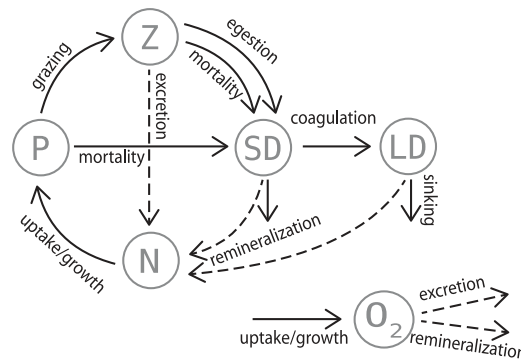 Z
egestion
grazing
mortality
excretion
coagulation
P
mortality
SD
LD
sinking
uptake/growth
N
remineralization
excretion
uptake/growth
O2
remineralization